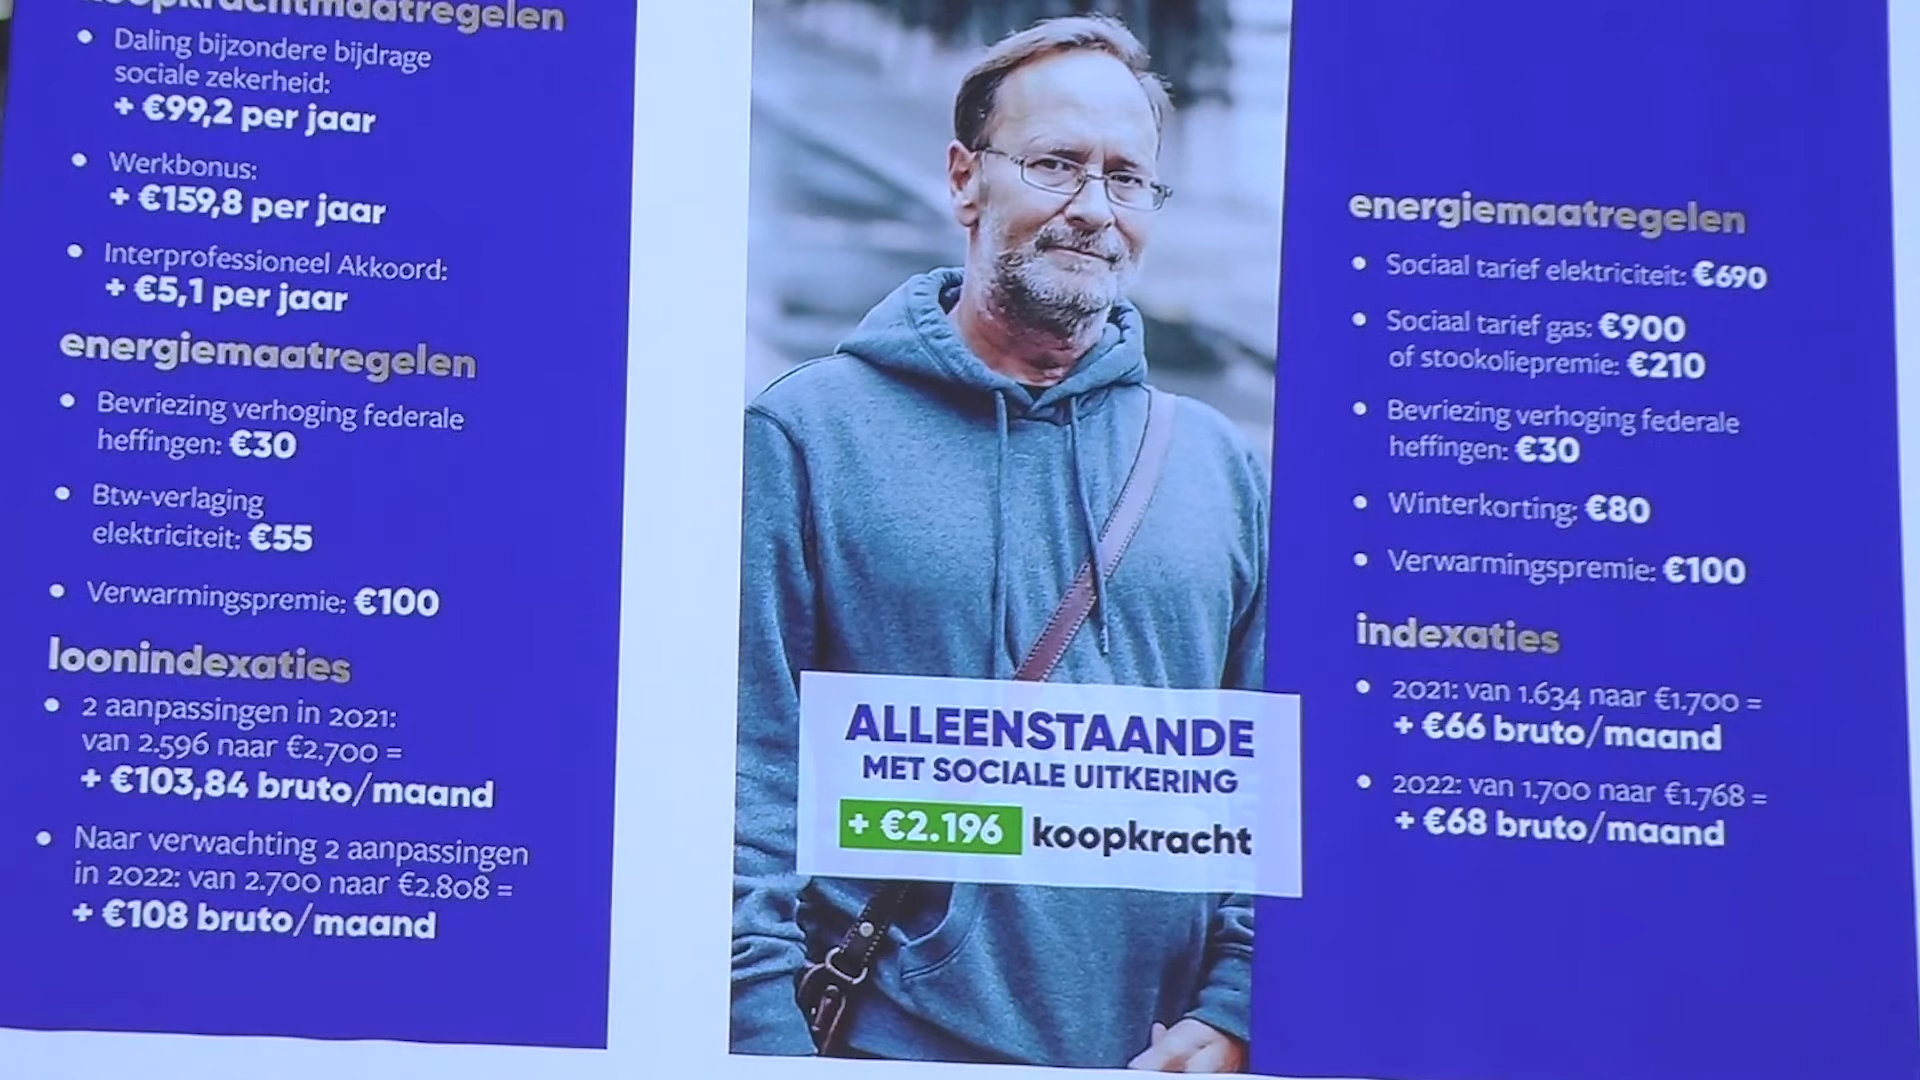 koopkrachtmaatregelen
• Daling bijzondere bijdrage
sociale zekerheid:
+ €99,2 per jaar
• Werkbonus:
+ €159,8 per jaar
• Interprofessioneel Akkoord:
+ €5,1 per jaar
energiemaatregelen
• Bevriezing verhoging federale
heffingen: €30
• Btw-verlaging
elektriciteit: €55
• Verwarmingspremie: €100
loonindexaties
• 2 aanpassingen in 2021:
van 2.596 naar €2.700 =
+ €103,84 bruto/maand
• Naar verwachting 2 aanpassingen
in 2022: van 2.700 naar €2.808 =
+ €108 bruto/maand
ALLEENSTAANDE
MET SOCIALE UITKERING
+ €2.196 koopkracht
energiemaatregelen
• Sociaal tarief elektriciteit: €690
• Sociaal tarief gas: €900
of stookoliepremie: €210
• Bevriezing verhoging federale
heffingen: €30
• Winterkorting: €80
• Verwarmingspremie: €100
indexaties
• 2021: van 1.634 naar €1.700 =
+ €66 bruto/maand
• 2022: van 1.700 naar €1.768 =
+ €68 bruto/maand